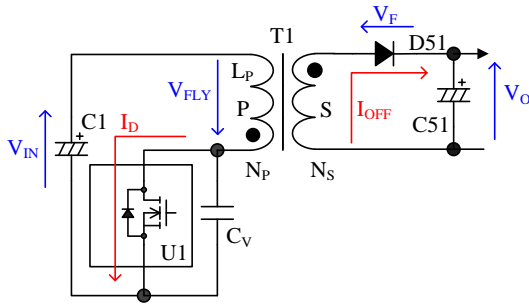 T1
V_F
D51
L_P
V_FLY
P
S
I_OFF
C51
V_O
C1
I_D
V_IN
N_P
N_S
U1
C_V
+
+